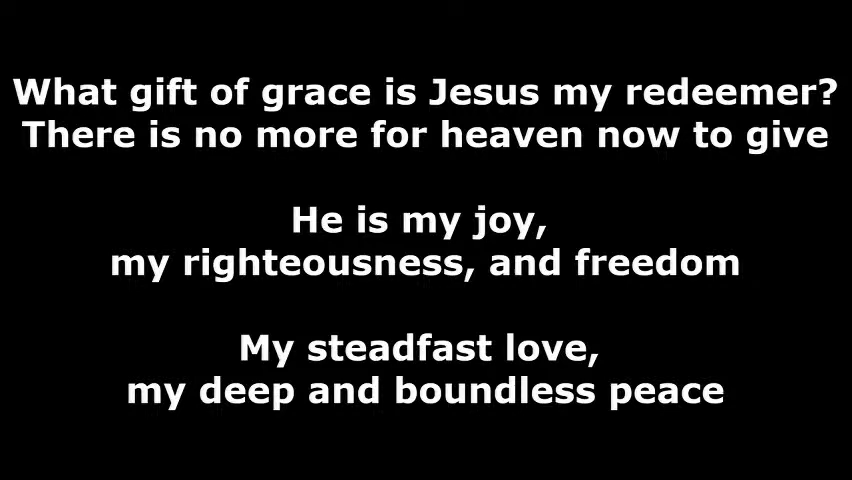 What gift of grace is Jesus my redeemer?
There is no more for heaven now to give
He is my joy,
my righteousness, and freedom
My steadfast love,
my deep and boundless peace